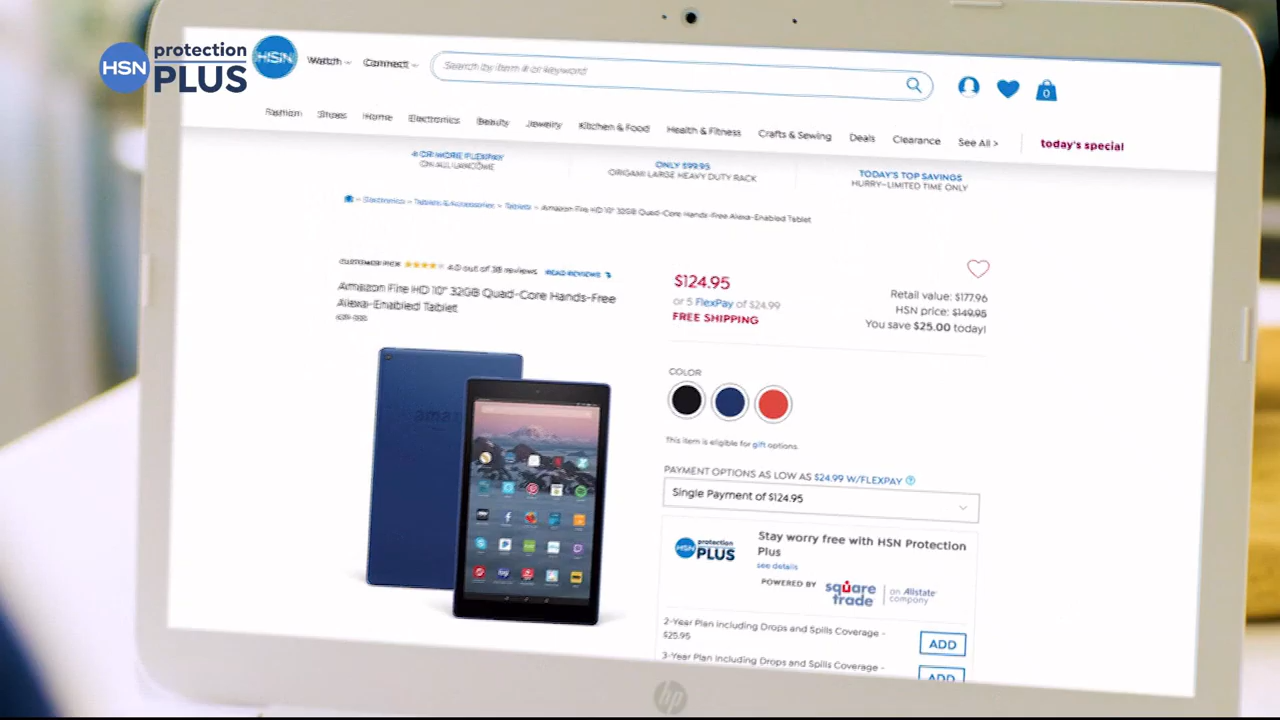 HSN protection PLUS
HSN Watch Connect Search by item # or keyword 0
Fashion Shoes Home Electronics Beauty Jewelry Kitchen & Food Health & Fitness Crafts & Sewing Deals Clearance See All > today's special
4 OR MORE FLEXPAY
ON ALL LANCÔME
ONLY $99.95
ORIGAMI LARGE HEAVY DUTY RACK
TODAY'S TOP SAVINGS
HURRY–LIMITED TIME ONLY
Electronics Tablets & Accessories Tablets Amazon Fire HD 10" 32GB Quad-Core Hands-Free Alexa-Enabled Tablet
CUSTOMER PICK 4.0 out of 38 reviews READ REVIEWS
Amazon Fire HD 10" 32GB Quad-Core Hands-Free
Alexa-Enabled Tablet
$124.95
or 5 FlexPay of $24.99
FREE SHIPPING
Retail value: $177.96
HSN price: $149.95
You save $25.00 today!
COLOR
This item is eligible for gift options.
PAYMENT OPTIONS AS LOW AS $24.99 W/FLEXPAY ?
Single Payment of $124.95
HSN protection PLUS
Stay worry free with HSN Protection
Plus
see details
POWERED BY square trade | an Allstate company
2-Year Plan including Drops and Spills Coverage -
$25.95
ADD
3-Year Plan including Drops and Spills Coverage -
ADD
hp